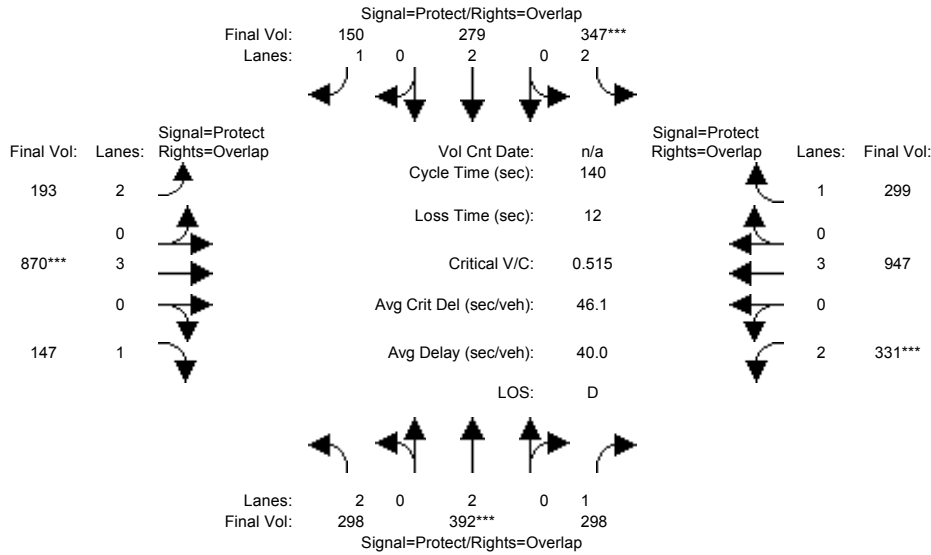 Signal=Protect/Rights=Overlap
Final Vol: 150 279 347***
Lanes: 1 0 2 0 2
Signal=Protect Signal=Protect
Final Vol: Lanes: Rights=Overlap Vol Cnt Date: n/a Rights=Overlap Lanes: Final Vol:
Cycle Time (sec): 140
193 2 1 299
Loss Time (sec): 12
0 0
870*** 3 Critical V/C: 0.515 3 947
0 Avg Crit Del (sec/veh): 46.1 0
147 1 Avg Delay (sec/veh): 40.0 2 331***
LOS: D
Lanes: 2 0 2 0 1
Final Vol: 298 392*** 298
Signal=Protect/Rights=Overlap